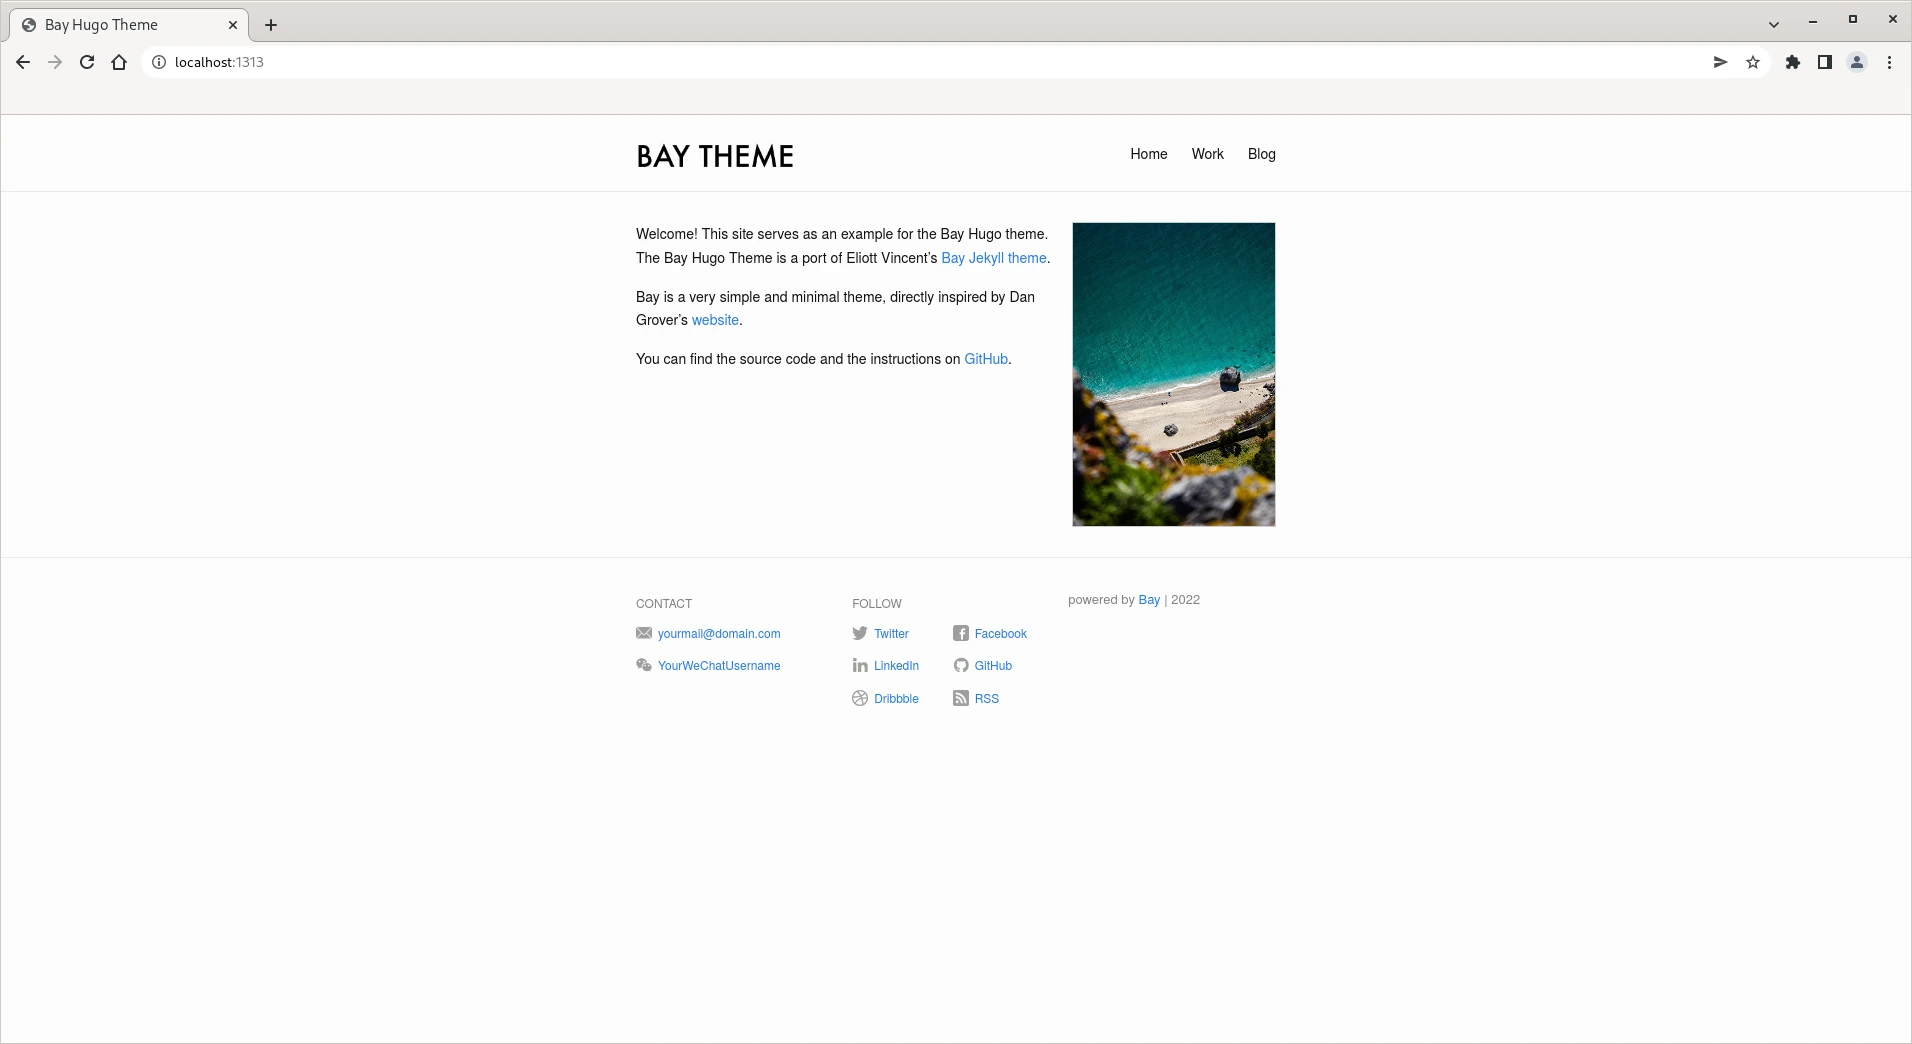 Bay Hugo Theme
localhost:1313
BAY THEME
Home Work Blog
Welcome! This site serves as an example for the Bay Hugo theme.
The Bay Hugo Theme is a port of Eliott Vincent’s Bay Jekyll theme.
Bay is a very simple and minimal theme, directly inspired by Dan
Grover’s website.
You can find the source code and the instructions on GitHub.
CONTACT
yourmail@domain.com
YourWeChatUsername
FOLLOW
Twitter
LinkedIn
Dribbble
Facebook
GitHub
RSS
powered by Bay | 2022